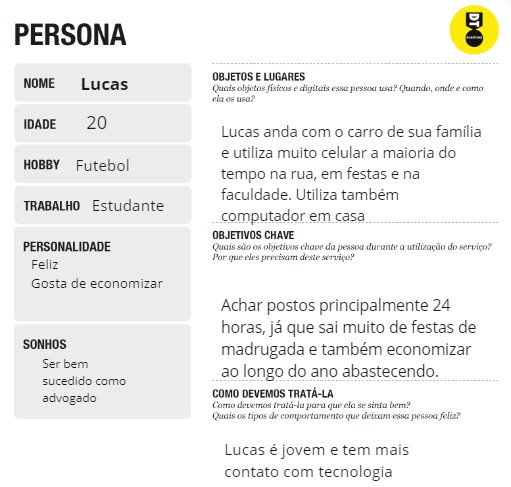 PERSONA
DT
academy
NOME Lucas
IDADE 20
HOBBY Futebol
TRABALHO Estudante
PERSONALIDADE
Feliz
Gosta de economizar
SONHOS
Ser bem
sucedido como
advogado
OBJETOS E LUGARES
Quais objetos físicos e digitais essa pessoa usa? Quando, onde e como
ela os usa?
Lucas anda com o carro de sua família
e utiliza muito celular a maioria do
tempo na rua, em festas e na
faculdade. Utiliza também
computador em casa
OBJETIVOS CHAVE
Quais são os objetivos chave da pessoa durante a utilização do serviço?
Por que eles precisam deste serviço?
Achar postos principalmente 24
horas, já que sai muito de festas de
madrugada e também economizar
ao longo do ano abastecendo.
COMO DEVEMOS TRATÁ-LA
Como devemos tratá-la para que ela se sinta bem?
Quais os tipos de comportamento que deixam essa pessoa feliz?
Lucas é jovem e tem mais
contato com tecnologia